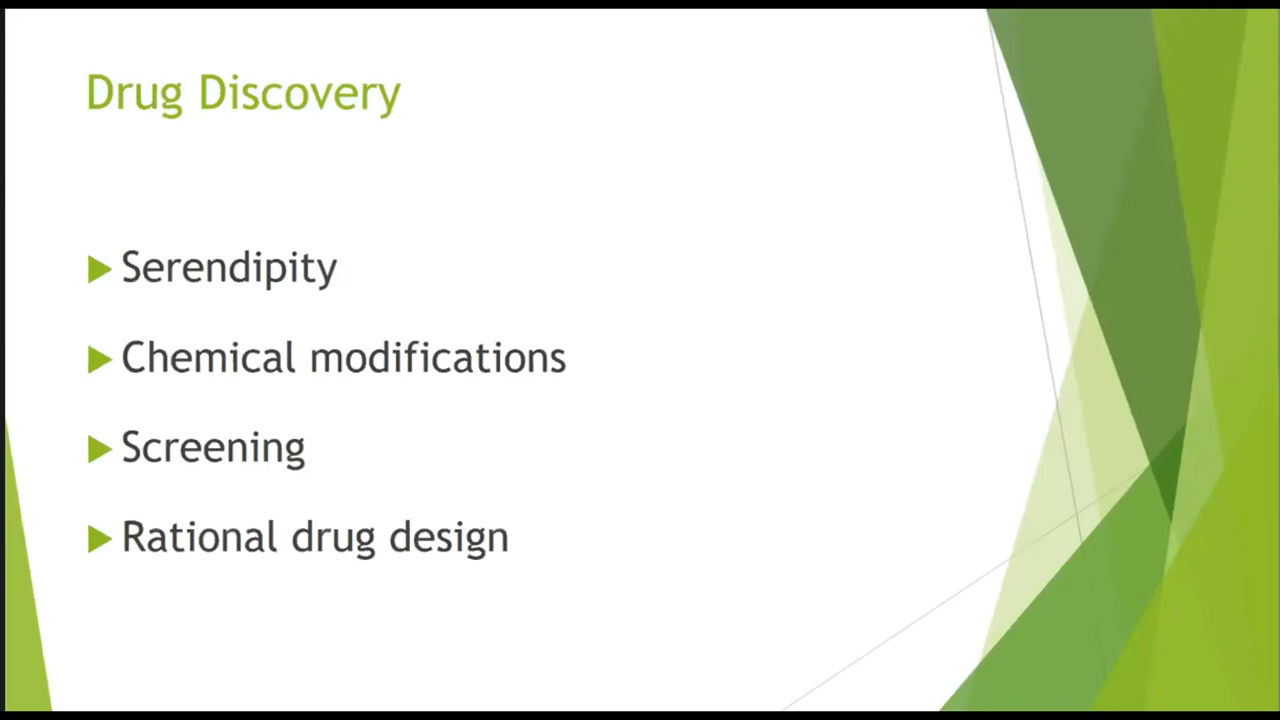 Drug Discovery
Serendipity
Chemical modifications
Screening
Rational drug design